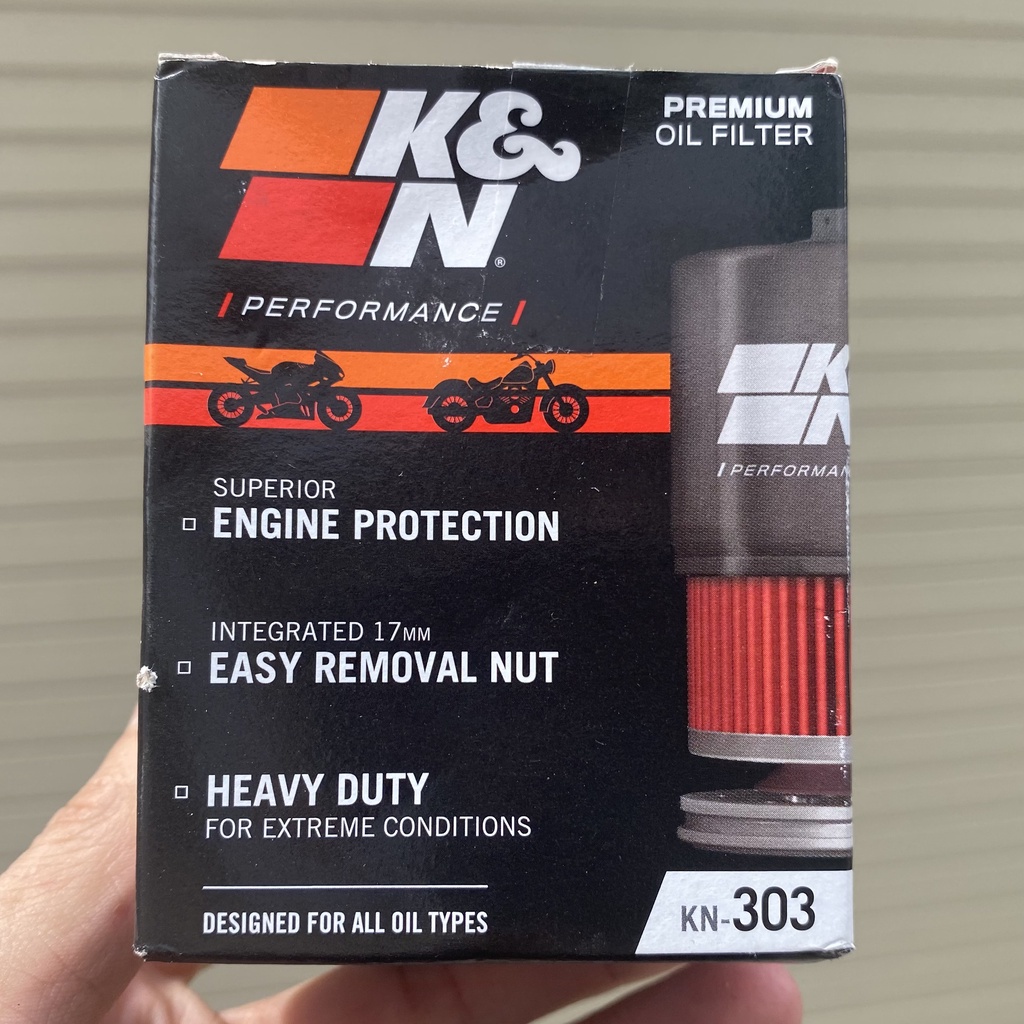 K&
N®
PREMIUM
OIL FILTER
/ PERFORMANCE /
SUPERIOR
ENGINE PROTECTION
INTEGRATED 17MM
EASY REMOVAL NUT
HEAVY DUTY
FOR EXTREME CONDITIONS
DESIGNED FOR ALL OIL TYPES
K
N
/ PERFORMAN
KN-303